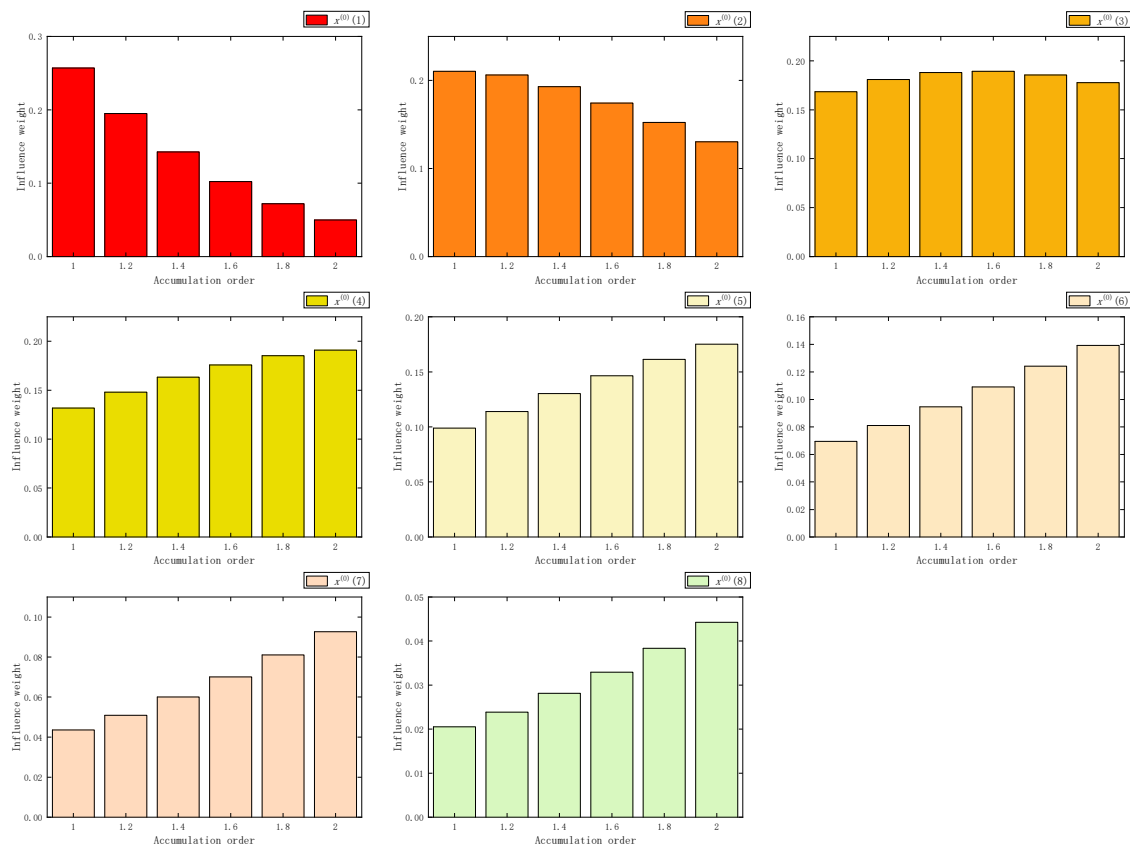 x⁽⁰⁾(1)
0.3
0.2
0.1
0.0
Influence weight
1 1.2 1.4 1.6 1.8 2
Accumulation order
x⁽⁰⁾(2)
0.2
0.1
0.0
Influence weight
1 1.2 1.4 1.6 1.8 2
Accumulation order
x⁽⁰⁾(3)
0.20
0.15
0.10
0.05
0.00
Influence weight
1 1.2 1.4 1.6 1.8 2
Accumulation order
x⁽⁰⁾(4)
0.20
0.15
0.10
0.05
0.00
Influence weight
1 1.2 1.4 1.6 1.8 2
Accumulation order
x⁽⁰⁾(5)
0.20
0.15
0.10
0.05
0.00
Influence weight
1 1.2 1.4 1.6 1.8 2
Accumulation order
x⁽⁰⁾(6)
0.16
0.14
0.12
0.10
0.08
0.06
0.04
0.02
0.00
Influence weight
1 1.2 1.4 1.6 1.8 2
Accumulation order
x⁽⁰⁾(7)
0.10
0.08
0.06
0.04
0.02
0.00
Influence weight
1 1.2 1.4 1.6 1.8 2
Accumulation order
x⁽⁰⁾(8)
0.05
0.04
0.03
0.02
0.01
0.00
Influence weight
1 1.2 1.4 1.6 1.8 2
Accumulation order